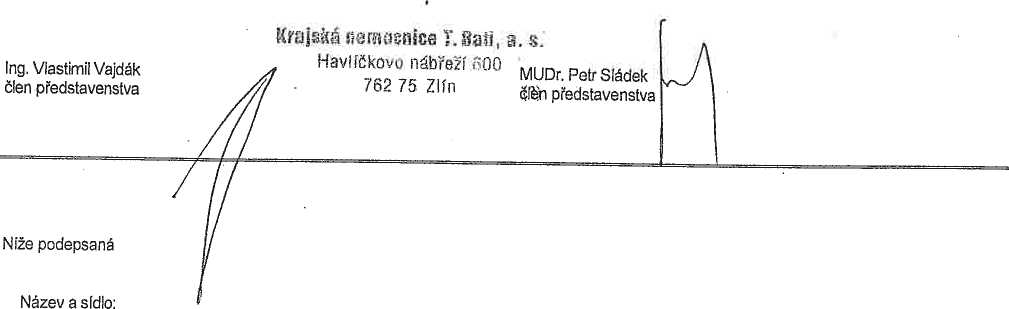 Ing. Vlastimil Vajdák
člen představenstva
Krajská nemocnice T. Bati, a. s.
Havlíčkovo nábřeží 600
762 75 Zlín
MUDr. Petr Sládek
člen představenstva
Níže podepsaná
Název a sídlo: